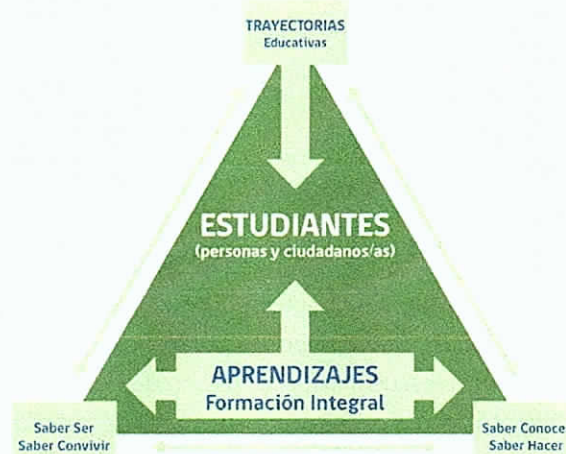 TRAYECTORIAS
Educativas
ESTUDIANTES
(personas y ciudadanos/as)
APRENDIZAJES
Formación Integral
Saber Ser
Saber Convivir
Saber Conoce
Saber Hacer